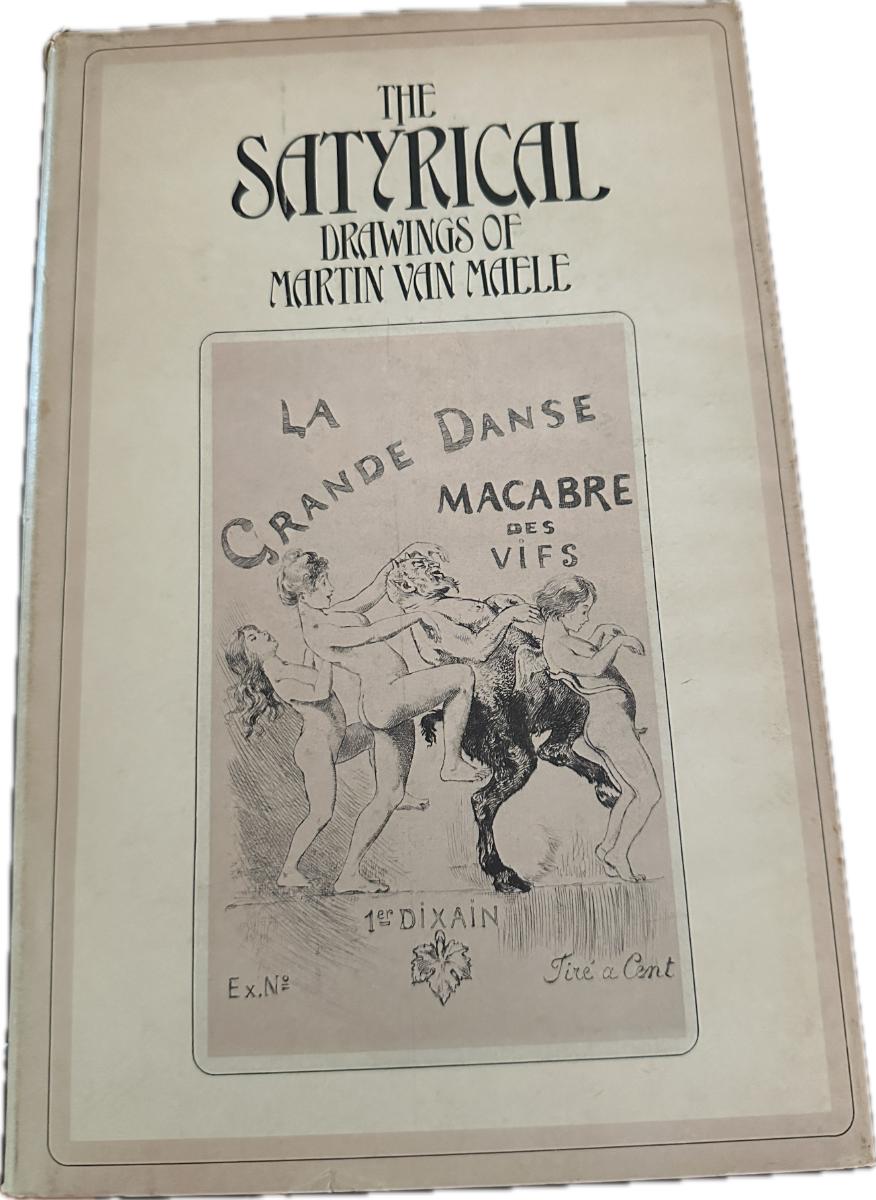 THE
SATYRICAL
DRAWINGS OF
MARTIN VAN MAELE
LA
GRANDE DANSE
MACABRE
DES
VIFS
1er DIXAIN
Ex. Nº
Tiré a Cent